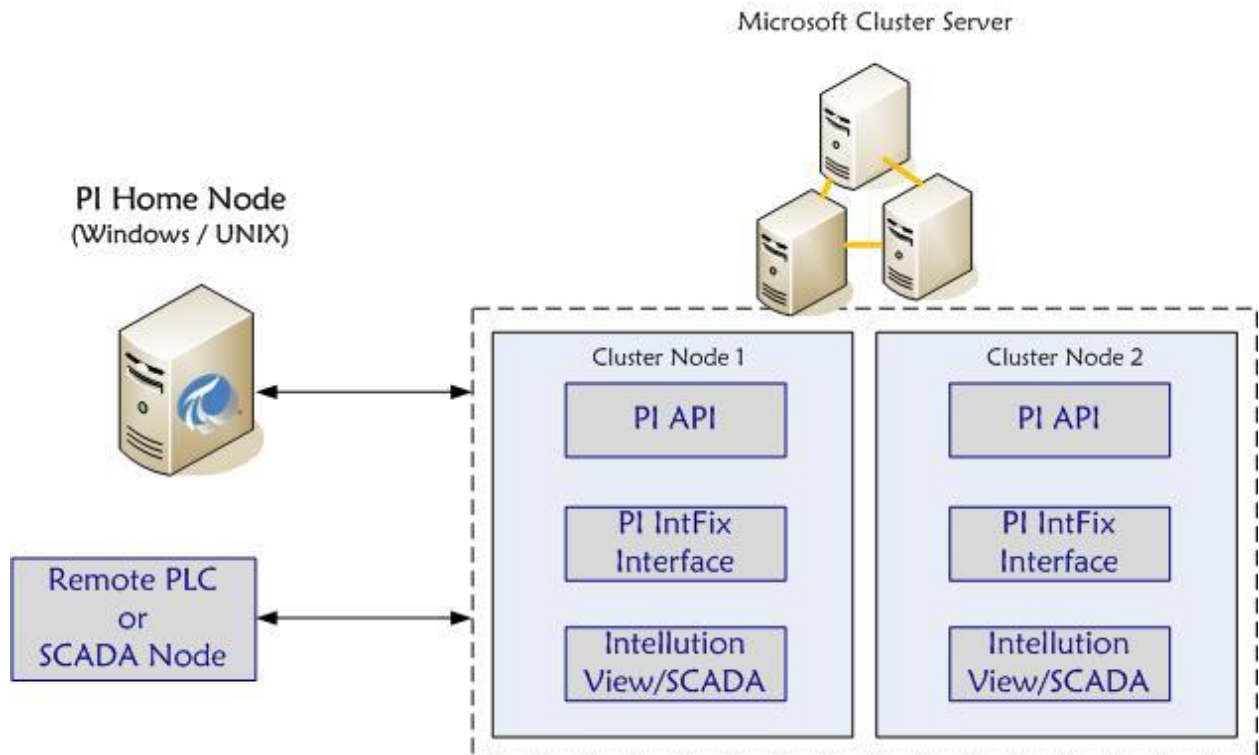 Microsoft Cluster Server
PI Home Node
(Windows / UNIX)
Cluster Node 1
PI API
PI IntFix
Interface
Intellution
View/SCADA
Cluster Node 2
PI API
PI IntFix
Interface
Intellution
View/SCADA
Remote PLC
or
SCADA Node